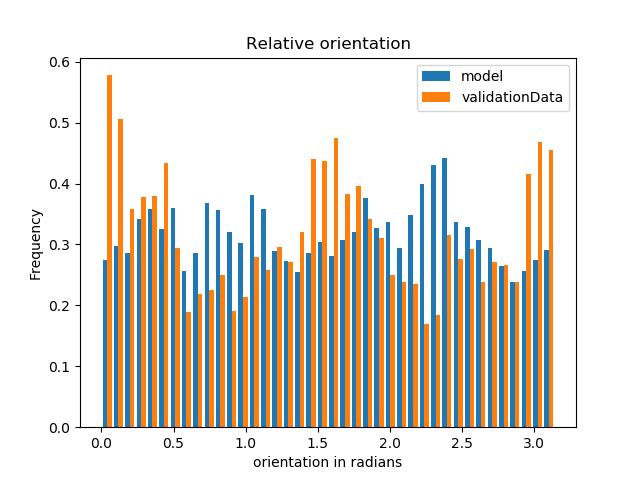 Relative orientation
model
validationData
Frequency
0.6
0.5
0.4
0.3
0.2
0.1
0.0
0.0 0.5 1.0 1.5 2.0 2.5 3.0
orientation in radians